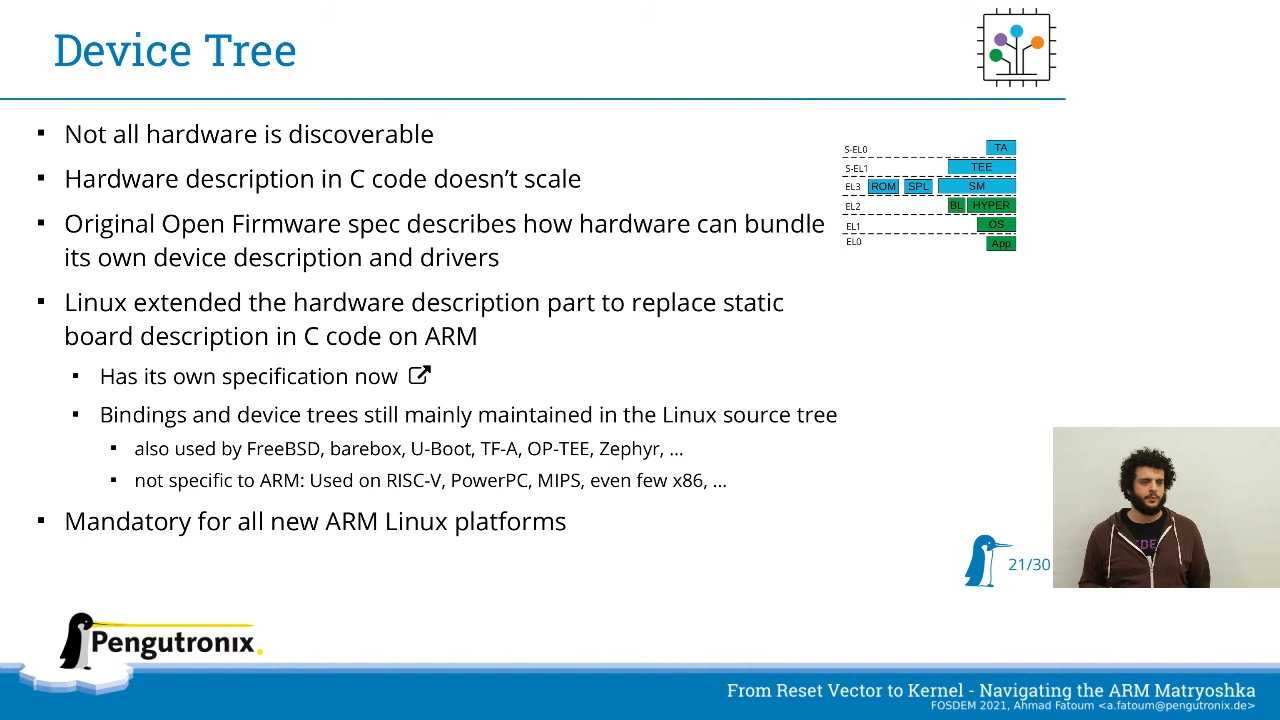 Device Tree
Not all hardware is discoverable
Hardware description in C code doesn’t scale
Original Open Firmware spec describes how hardware can bundle
its own device description and drivers
Linux extended the hardware description part to replace static
board description in C code on ARM
Has its own specification now
Bindings and device trees still mainly maintained in the Linux source tree
also used by FreeBSD, barebox, U-Boot, TF-A, OP-TEE, Zephyr, ...
not specific to ARM: Used on RISC-V, PowerPC, MIPS, even few x86, ...
Mandatory for all new ARM Linux platforms
S-EL0 TA
S-EL1 TEE
EL3 ROM SPL SM
EL2 BL HYPER
EL1 OS
EL0 App
21/30
Pengutronix
From Reset Vector to Kernel - Navigating the ARM Matryoshka
FOSDEM 2021, Ahmad Fatoum <a.fatoum@pengutronix.de>